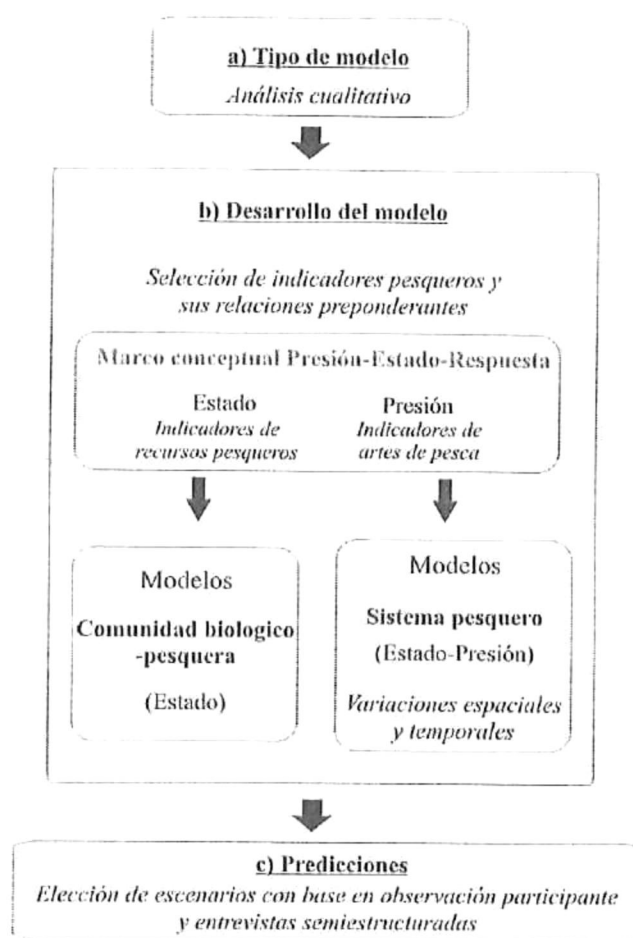 a) Tipo de modelo
Análisis cualitativo
b) Desarrollo del modelo
Selección de indicadores pesqueros y
sus relaciones preponderantes
Marco conceptual Presión-Estado-Respuesta
Estado
Indicadores de
recursos pesqueros
Presión
Indicadores de
artes de pesca
Modelos
Comunidad biologico
-pesquera
(Estado)
Modelos
Sistema pesquero
(Estado-Presión)
Variaciones espaciales
y temporales
c) Predicciones
Elección de escenarios con base en observación participante
y entrevistas semiestructuradas